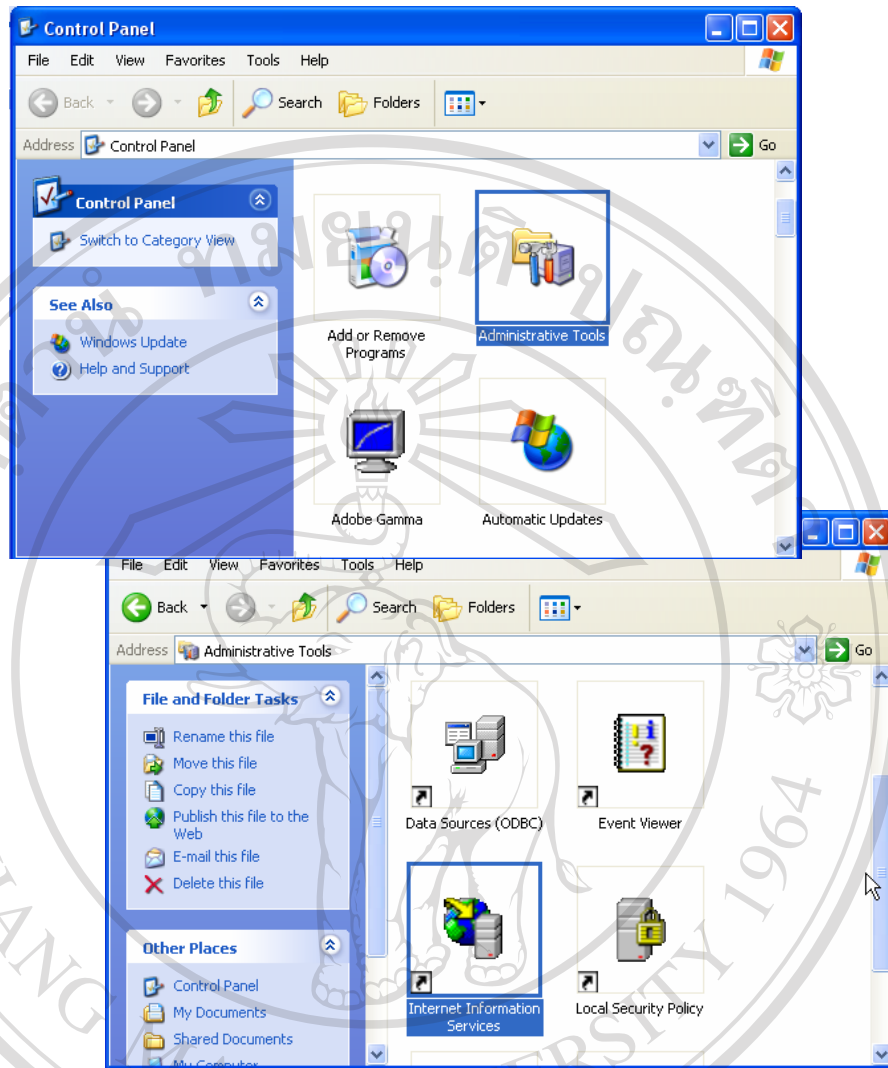 Control Panel
File Edit View Favorites Tools Help
Back Search Folders
Address Control Panel Go
Control Panel
Switch to Category View
See Also
Windows Update
Help and Support
Add or Remove
Programs
Administrative Tools
Adobe Gamma
Automatic Updates
File Edit View Favorites Tools Help
Back Search Folders
Address Administrative Tools Go
File and Folder Tasks
Rename this file
Move this file
Copy this file
Publish this file to the
Web
E-mail this file
Delete this file
Other Places
Control Panel
My Documents
Shared Documents
My Computer
Data Sources (ODBC)
Event Viewer
Internet Information
Services
Local Security Policy
1964